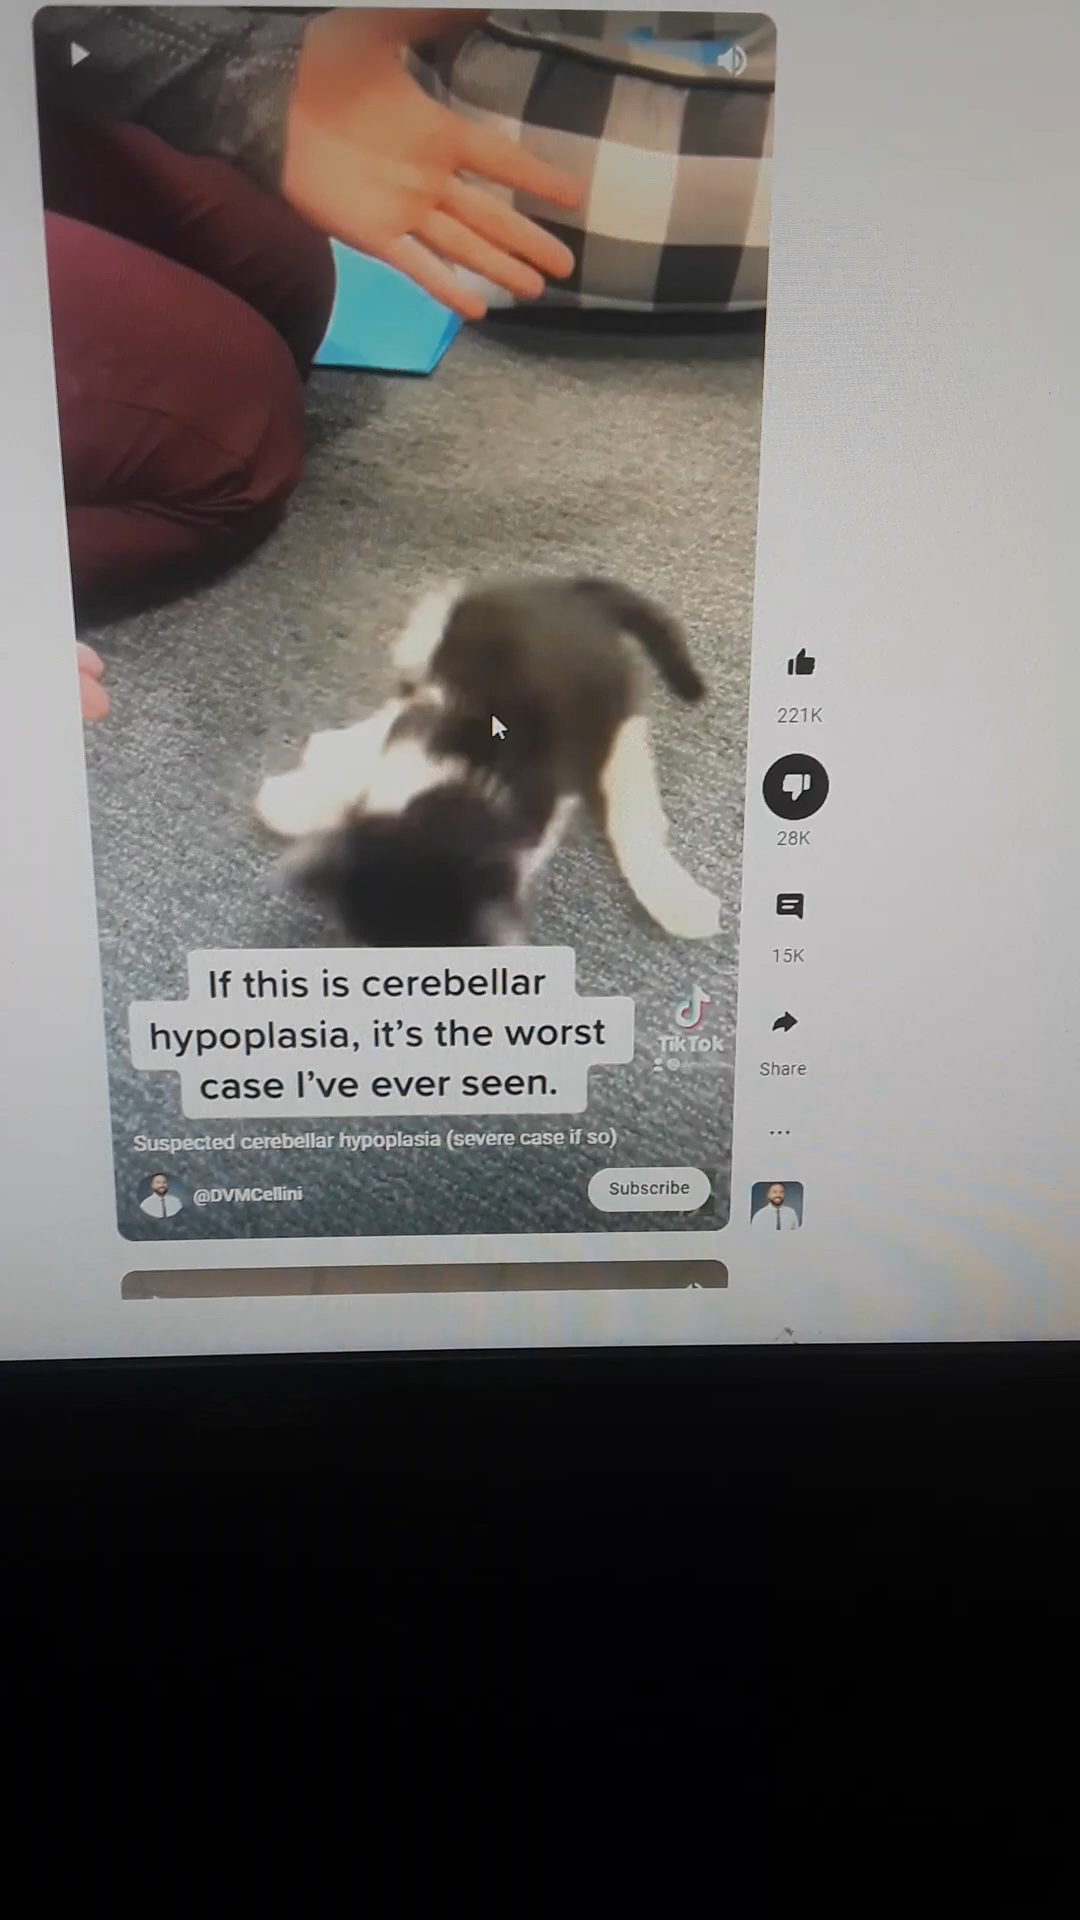 If this is cerebellar
hypoplasia, it's the worst
case I've ever seen.
TikTok
Suspected cerebellar hypoplasia (severe case if so)
@DVMCellini
Subscribe
221K
28K
15K
Share